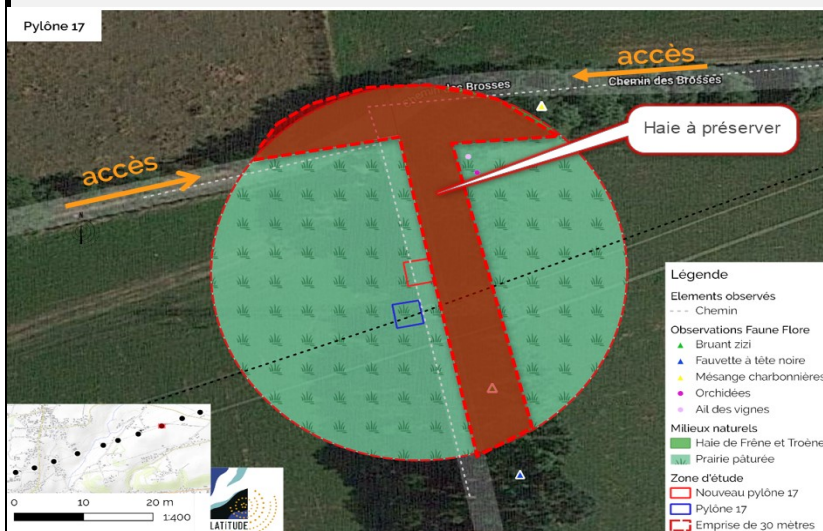 Pylône 17
accès
Brosses
Chemin des Brosses
Haie à préserver
accès
N
Légende
Elements observés
Chemin
Observations Faune Flore
Bruant zizi
Fauvette à tête noire
Mésange charbonnières
Orchidées
Ail des vignes
Milieux naturels
Haie de Frêne et Troène
Prairie pâturée
Zone d'étude
Nouveau pylône 17
Pylône 17
Emprise de 30 mètres
0 10 20 m
1:400
LATITUDE